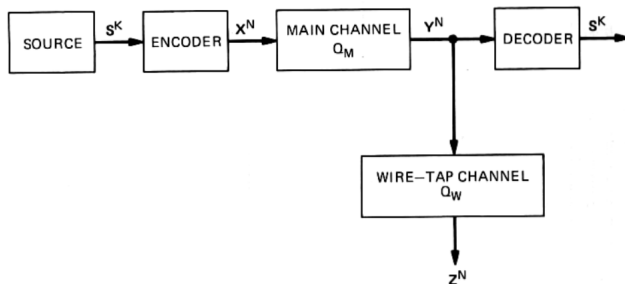 SOURCE
S^K
ENCODER
X^N
MAIN CHANNEL
Q_M
Y^N
DECODER
S^K
WIRE-TAP CHANNEL
Q_W
Z^N